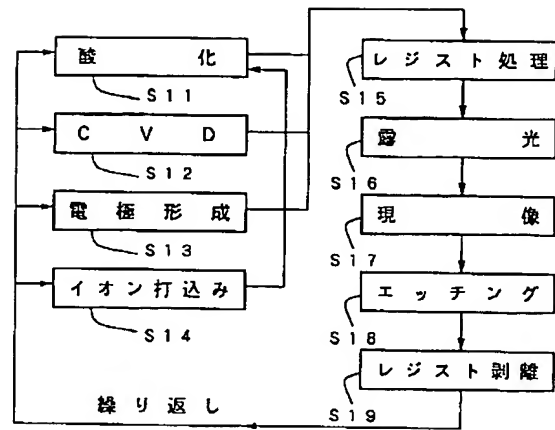 酸化
S11
CVD
S12
電極形成
S13
イオン打込み
S14
レジスト処理
S15
露光
S16
現像
S17
エッチング
S18
レジスト剥離
S19
繰り返し